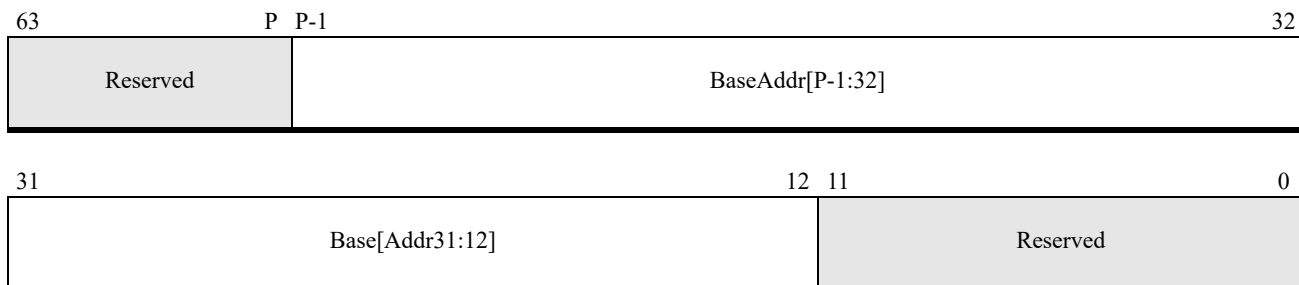 63 P P-1 32
Reserved BaseAddr[P-1:32]
31 12 11 0
Base[Addr31:12] Reserved